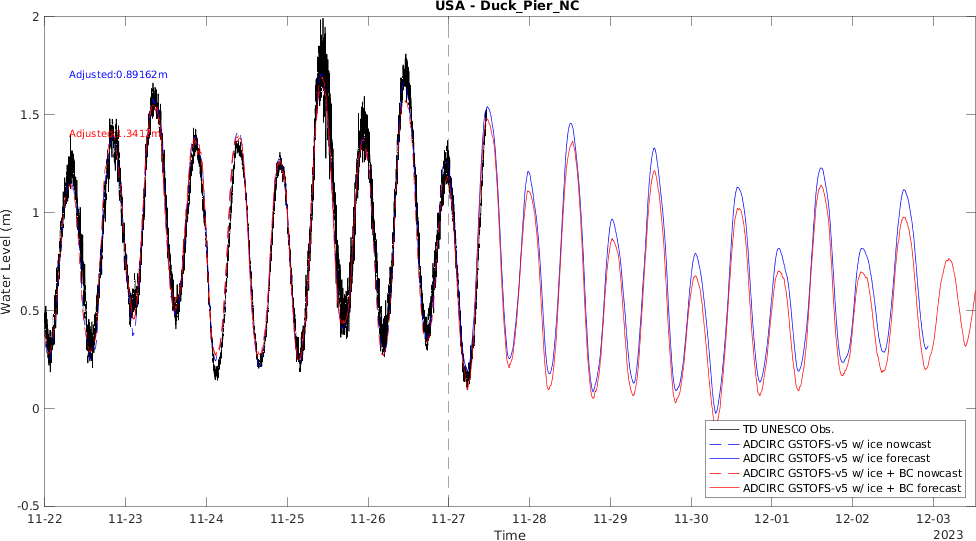 USA - Duck_Pier_NC
2
1.5
1
0.5
0
-0.5
Water Level (m)
Adjusted:0.89162m
11-22
11-23
11-24
11-25
11-26
11-27
11-28
11-29
11-30
12-01
12-02
12-03
2023
Time
TD UNESCO Obs.
ADCIRC GSTOFS-v5 w/ ice nowcast
ADCIRC GSTOFS-v5 w/ ice forecast
ADCIRC GSTOFS-v5 w/ ice + BC nowcast
ADCIRC GSTOFS-v5 w/ ice + BC forecast